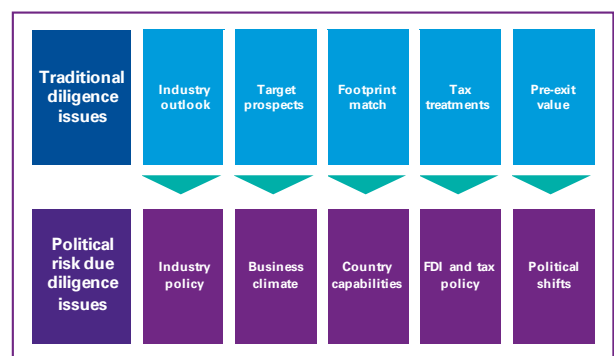 Traditional
diligence
issues
Industry
outlook
Target
prospects
Footprint
match
Tax
treatments
Pre-exit
value
Political
risk due
diligence
issues
Industry
policy
Business
climate
Country
capabilities
FDI and tax
policy
Political
shifts